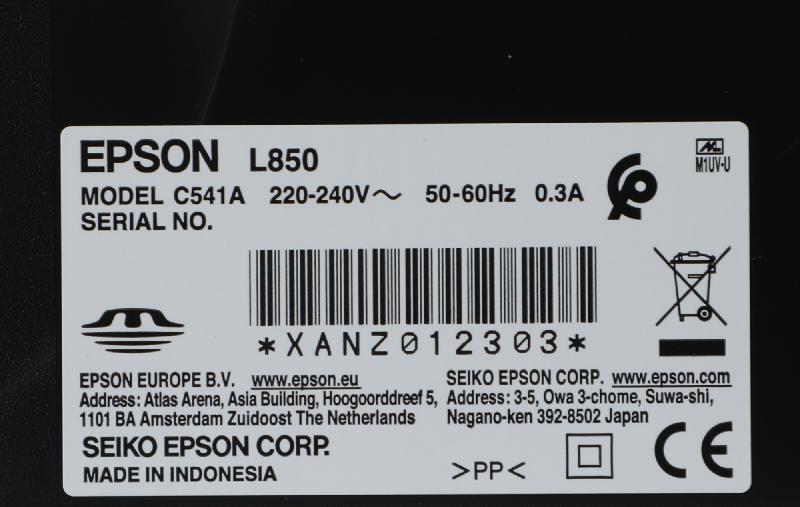 EPSON L850
MODEL C541A 220-240V～ 50-60Hz 0.3A
SERIAL NO.
M1UV-U
*XANZ012303*
EPSON EUROPE B.V. www.epson.eu
Address: Atlas Arena, Asia Building, Hoogoorddreef 5,
1101 BA Amsterdam Zuidoost The Netherlands
SEIKO EPSON CORP. www.epson.com
Address: 3-5, Owa 3-chome, Suwa-shi,
Nagano-ken 392-8502 Japan
SEIKO EPSON CORP.
MADE IN INDONESIA
>PP<
CE